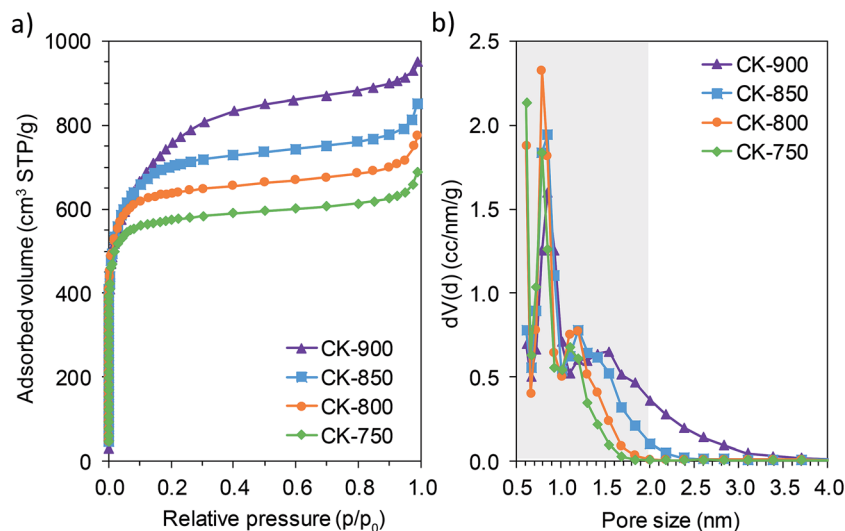 a)
1000
800
600
400
200
0
Adsorbed volume (cm³ STP/g)
CK-900
CK-850
CK-800
CK-750
0.0 0.2 0.4 0.6 0.8 1.0
Relative pressure (p/p₀)
b)
2.5
2.0
1.5
1.0
0.5
0.0
dV(d) (cc/nm/g)
CK-900
CK-850
CK-800
CK-750
0.5 1.0 1.5 2.0 2.5 3.0 3.5 4.0
Pore size (nm)